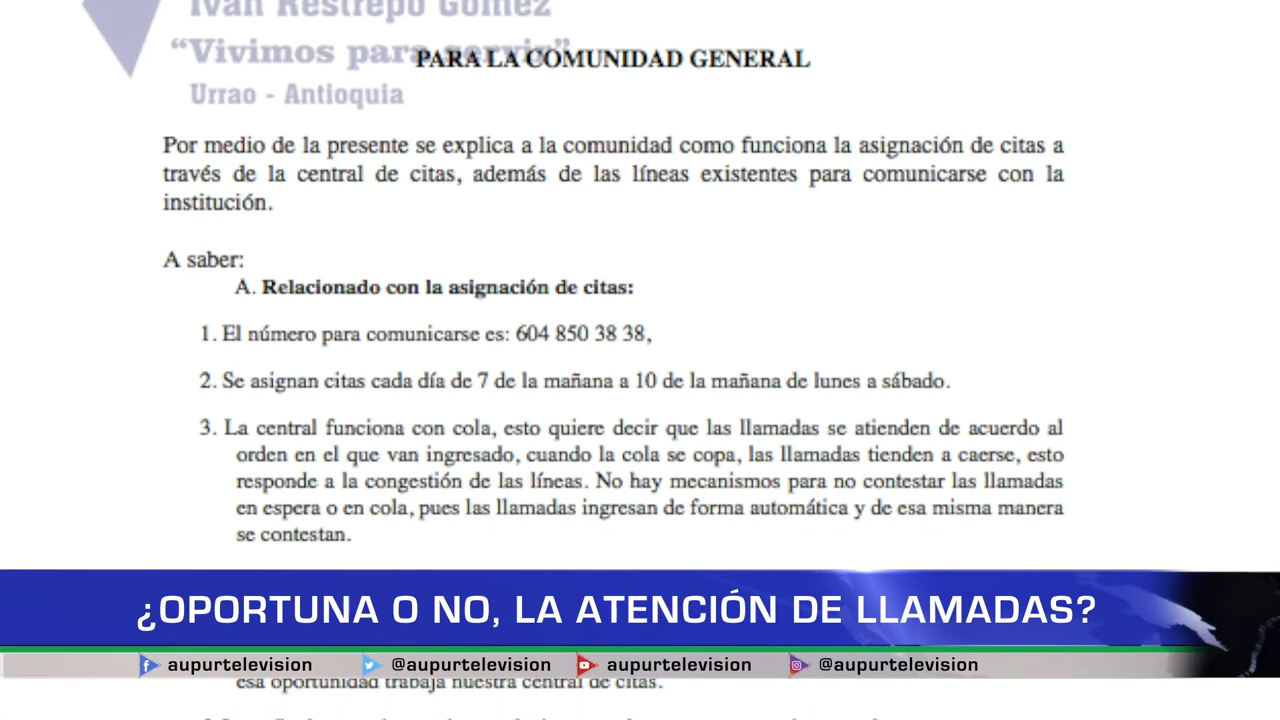 Iván Restrepo Gómez
“Vivimos para servir”
PARA LA COMUNIDAD GENERAL
Urrao - Antioquia
Por medio de la presente se explica a la comunidad como funciona la asignación de citas a
través de la central de citas, además de las líneas existentes para comunicarse con la
institución.
A saber:
A. Relacionado con la asignación de citas:
1. El número para comunicarse es: 604 850 38 38,
2. Se asignan citas cada día de 7 de la mañana a 10 de la mañana de lunes a sábado.
3. La central funciona con cola, esto quiere decir que las llamadas se atienden de acuerdo al
orden en el que van ingresado, cuando la cola se copa, las llamadas tienden a caerse, esto
responde a la congestión de las líneas. No hay mecanismos para no contestar las llamadas
en espera o en cola, pues las llamadas ingresan de forma automática y de esa misma manera
se contestan.
¿OPORTUNA O NO, LA ATENCIÓN DE LLAMADAS?
aupurtelevision @aupurtelevision aupurtelevision @aupurtelevision
esa oportunidad trabaja nuestra central de citas.